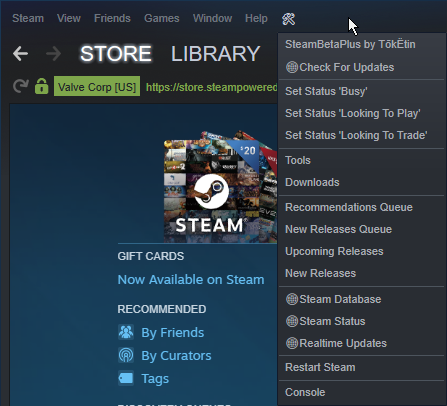 Steam View Friends Games Window Help
STORE LIBRARY
Valve Corp [US] https://store.steampowered
$20
STEAM
GIFT CARDS
Now Available on Steam
RECOMMENDED
By Friends
By Curators
Tags
SteamBetaPlus by TőkËtin
Check For Updates
Set Status 'Busy'
Set Status 'Looking To Play'
Set Status 'Looking To Trade'
Tools
Downloads
Recommendations Queue
New Releases Queue
Upcoming Releases
New Releases
Steam Database
Steam Status
Realtime Updates
Restart Steam
Console